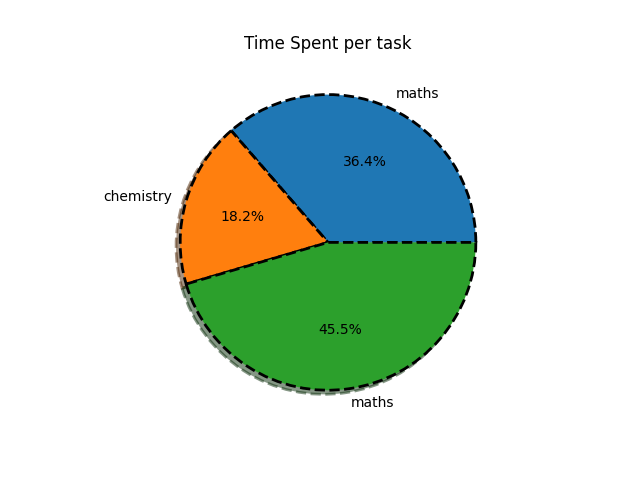 Time Spent per task
maths
36.4%
chemistry
18.2%
45.5%
maths